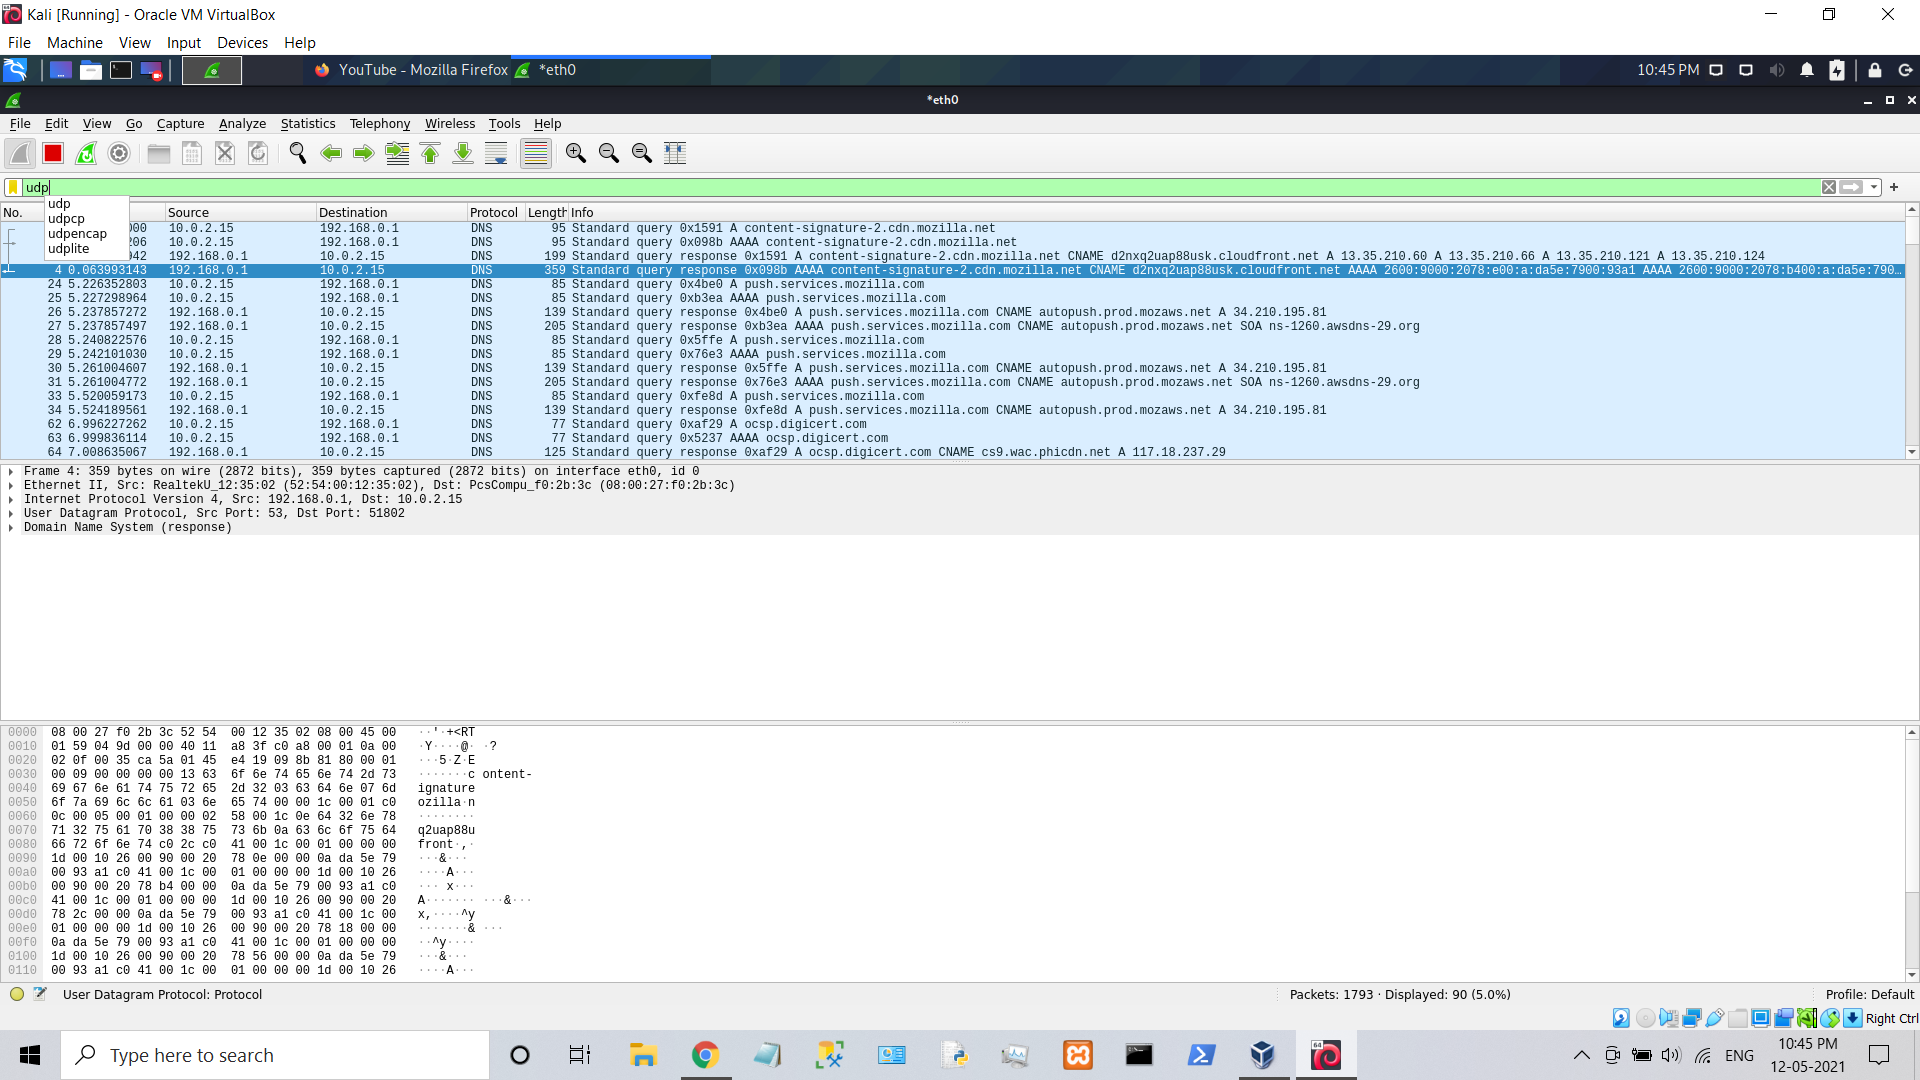 Kali [Running] - Oracle VM VirtualBox
File Machine View Input Devices Help
YouTube - Mozilla Firefox *eth0 10:45 PM
*eth0
File Edit View Go Capture Analyze Statistics Telephony Wireless Tools Help
udp
udp
udpcp
udpencap
udplite
No. Source Destination Protocol Length Info
000 10.0.2.15 192.168.0.1 DNS 95 Standard query 0x1591 A content-signature-2.cdn.mozilla.net
206 10.0.2.15 192.168.0.1 DNS 95 Standard query 0x098b AAAA content-signature-2.cdn.mozilla.net
042 192.168.0.1 10.0.2.15 DNS 199 Standard query response 0x1591 A content-signature-2.cdn.mozilla.net CNAME d2nxq2uap88usk.cloudfront.net A 13.35.210.60 A 13.35.210.66 A 13.35.210.121 A 13.35.210.124
4 0.063993143 192.168.0.1 10.0.2.15 DNS 359 Standard query response 0x098b AAAA content-signature-2.cdn.mozilla.net CNAME d2nxq2uap88usk.cloudfront.net AAAA 2600:9000:2078:e00:a:da5e:7900:93a1 AAAA 2600:9000:2078:b400:a:da5e:790…
24 5.226352803 10.0.2.15 192.168.0.1 DNS 85 Standard query 0x4be0 A push.services.mozilla.com
25 5.227298964 10.0.2.15 192.168.0.1 DNS 85 Standard query 0xb3ea AAAA push.services.mozilla.com
26 5.237857272 192.168.0.1 10.0.2.15 DNS 139 Standard query response 0x4be0 A push.services.mozilla.com CNAME autopush.prod.mozaws.net A 34.210.195.81
27 5.237857497 192.168.0.1 10.0.2.15 DNS 205 Standard query response 0xb3ea AAAA push.services.mozilla.com CNAME autopush.prod.mozaws.net SOA ns-1260.awsdns-29.org
28 5.240822576 10.0.2.15 192.168.0.1 DNS 85 Standard query 0x5ffe A push.services.mozilla.com
29 5.242101030 10.0.2.15 192.168.0.1 DNS 85 Standard query 0x76e3 AAAA push.services.mozilla.com
30 5.261004607 192.168.0.1 10.0.2.15 DNS 139 Standard query response 0x5ffe A push.services.mozilla.com CNAME autopush.prod.mozaws.net A 34.210.195.81
31 5.261004772 192.168.0.1 10.0.2.15 DNS 205 Standard query response 0x76e3 AAAA push.services.mozilla.com CNAME autopush.prod.mozaws.net SOA ns-1260.awsdns-29.org
33 5.520059173 10.0.2.15 192.168.0.1 DNS 85 Standard query 0xfe8d A push.services.mozilla.com
34 5.524189561 192.168.0.1 10.0.2.15 DNS 139 Standard query response 0xfe8d A push.services.mozilla.com CNAME autopush.prod.mozaws.net A 34.210.195.81
62 6.996227262 10.0.2.15 192.168.0.1 DNS 77 Standard query 0xaf29 A ocsp.digicert.com
63 6.999836114 10.0.2.15 192.168.0.1 DNS 77 Standard query 0x5237 AAAA ocsp.digicert.com
64 7.008635067 192.168.0.1 10.0.2.15 DNS 125 Standard query response 0xaf29 A ocsp.digicert.com CNAME cs9.wac.phicdn.net A 117.18.237.29
Frame 4: 359 bytes on wire (2872 bits), 359 bytes captured (2872 bits) on interface eth0, id 0
Ethernet II, Src: RealtekU_12:35:02 (52:54:00:12:35:02), Dst: PcsCompu_f0:2b:3c (08:00:27:f0:2b:3c)
Internet Protocol Version 4, Src: 192.168.0.1, Dst: 10.0.2.15
User Datagram Protocol, Src Port: 53, Dst Port: 51802
Domain Name System (response)
0000 08 00 27 f0 2b 3c 52 54 00 12 35 02 08 00 45 00 ··'·+<RT
0010 01 59 04 9d 00 00 40 11 a8 3f c0 a8 00 01 0a 00 ·Y····@· ·?
0020 02 0f 00 35 ca 5a 01 45 e4 19 09 8b 81 80 00 01 ···5·Z·E
0030 00 09 00 00 00 00 13 63 6f 6e 74 65 6e 74 2d 73 ·······c ontent-
0040 69 67 6e 61 74 75 72 65 2d 32 03 63 64 6e 07 6d ignature
0050 6f 7a 69 6c 6c 61 03 6e 65 74 00 00 1c 00 01 c0 ozilla·n
0060 0c 00 05 00 01 00 00 02 58 00 1c 0e 64 32 6e 78 ········
0070 71 32 75 61 70 38 38 75 73 6b 0a 63 6c 6f 75 64 q2uap88u
0080 66 72 6f 6e 74 c0 2c c0 41 00 1c 00 01 00 00 00 front·,·
0090 1d 00 10 26 00 90 00 20 78 0e 00 00 0a da 5e 79 ···&···
00a0 00 93 a1 c0 41 00 1c 00 01 00 00 00 1d 00 10 26 ····A···
00b0 00 90 00 20 78 b4 00 00 0a da 5e 79 00 93 a1 c0 ··· x···
00c0 41 00 1c 00 01 00 00 00 1d 00 10 26 00 90 00 20 A······· ···&···
00d0 78 2c 00 00 0a da 5e 79 00 93 a1 c0 41 00 1c 00 x,····^y
00e0 01 00 00 00 1d 00 10 26 00 90 00 20 78 18 00 00 ·······& ···
00f0 0a da 5e 79 00 93 a1 c0 41 00 1c 00 01 00 00 00 ··^y····
0100 1d 00 10 26 00 90 00 20 78 56 00 00 0a da 5e 79 ···&···
0110 00 93 a1 c0 41 00 1c 00 01 00 00 00 1d 00 10 26 ····A···
User Datagram Protocol: Protocol Packets: 1793 · Displayed: 90 (5.0%) Profile: Default
Right Ctrl
Type here to search ENG 10:45 PM
12-05-2021